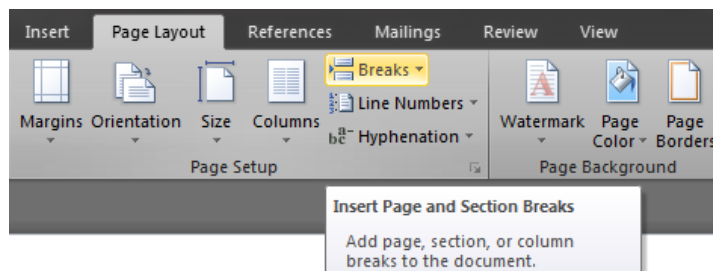 Insert Page Layout References Mailings Review View
Breaks
Line Numbers
Margins Orientation Size Columns Watermark Page Color Page Borders
Hyphenation
Page Setup Page Background
Insert Page and Section Breaks
Add page, section, or column
breaks to the document.